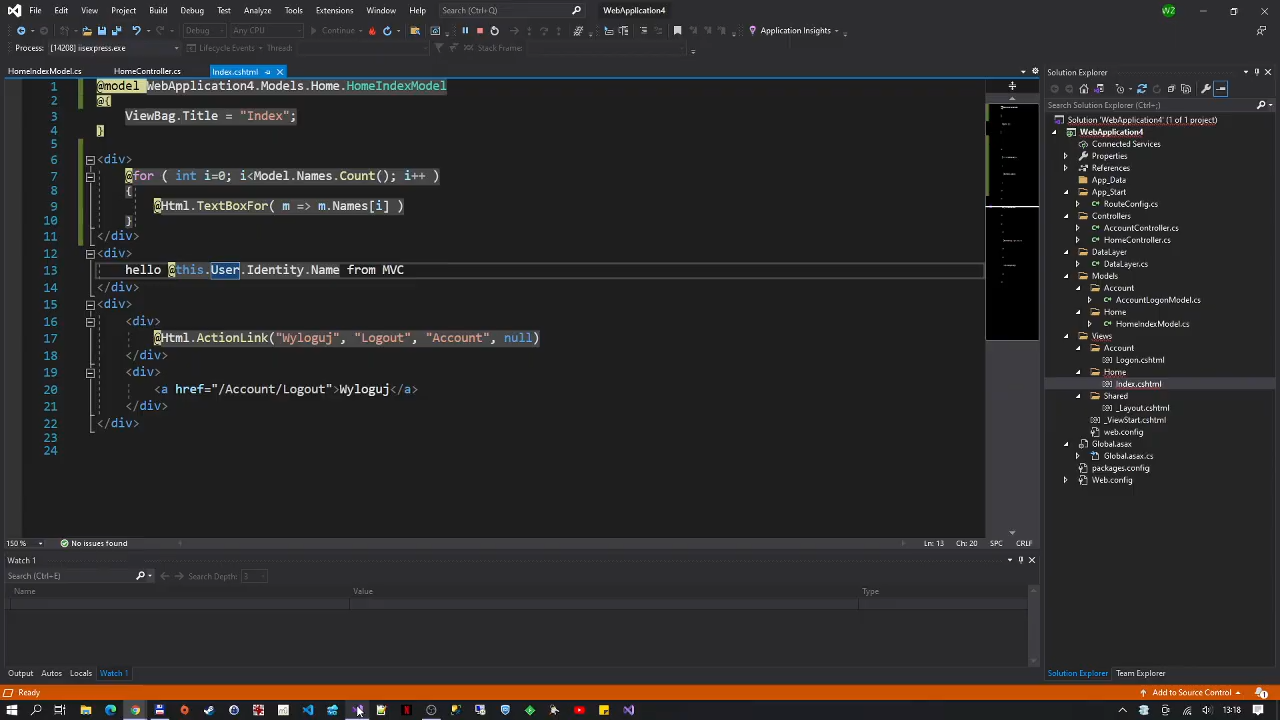 File Edit View Project Build Debug Test Analyze Tools Extensions Window Help Search (Ctrl+Q) WebApplication4 WZ
Debug Any CPU Continue Application Insights
Process: [14208] iisexpress.exe Lifecycle Events Thread: Stack Frame:
HomeIndexModel.cs HomeController.cs Index.cshtml
1 @model WebApplication4.Models.Home.HomeIndexModel
2 @{
3 ViewBag.Title = "Index";
4 }
5
6 <div>
7 @for ( int i=0; i<Model.Names.Count(); i++ )
8 {
9 @Html.TextBoxFor( m => m.Names[i] )
10 }
11 </div>
12 <div>
13 hello @this.User.Identity.Name from MVC
14 </div>
15 <div>
16 <div>
17 @Html.ActionLink("Wyloguj", "Logout", "Account", null)
18 </div>
19 <div>
20 <a href="/Account/Logout">Wyloguj</a>
21 </div>
22 </div>
23
24
150 % No issues found Ln: 13 Ch: 20 SPC CRLF
Watch 1
Search (Ctrl+E) Search Depth: 3
Name Value Type
Output Autos Locals Watch 1
Solution Explorer
Search Solution Explorer (Ctrl+;)
Solution 'WebApplication4' (1 of 1 project)
WebApplication4
Connected Services
Properties
References
App_Data
App_Start
RouteConfig.cs
Controllers
AccountController.cs
HomeController.cs
DataLayer
DataLayer.cs
Models
Account
AccountLogonModel.cs
Home
HomeIndexModel.cs
Views
Account
Logon.cshtml
Home
Index.cshtml
Shared
_Layout.cshtml
_ViewStart.cshtml
web.config
Global.asax
Global.asax.cs
packages.config
Web.config
Solution Explorer Team Explorer
Ready Add to Source Control 1
13:18